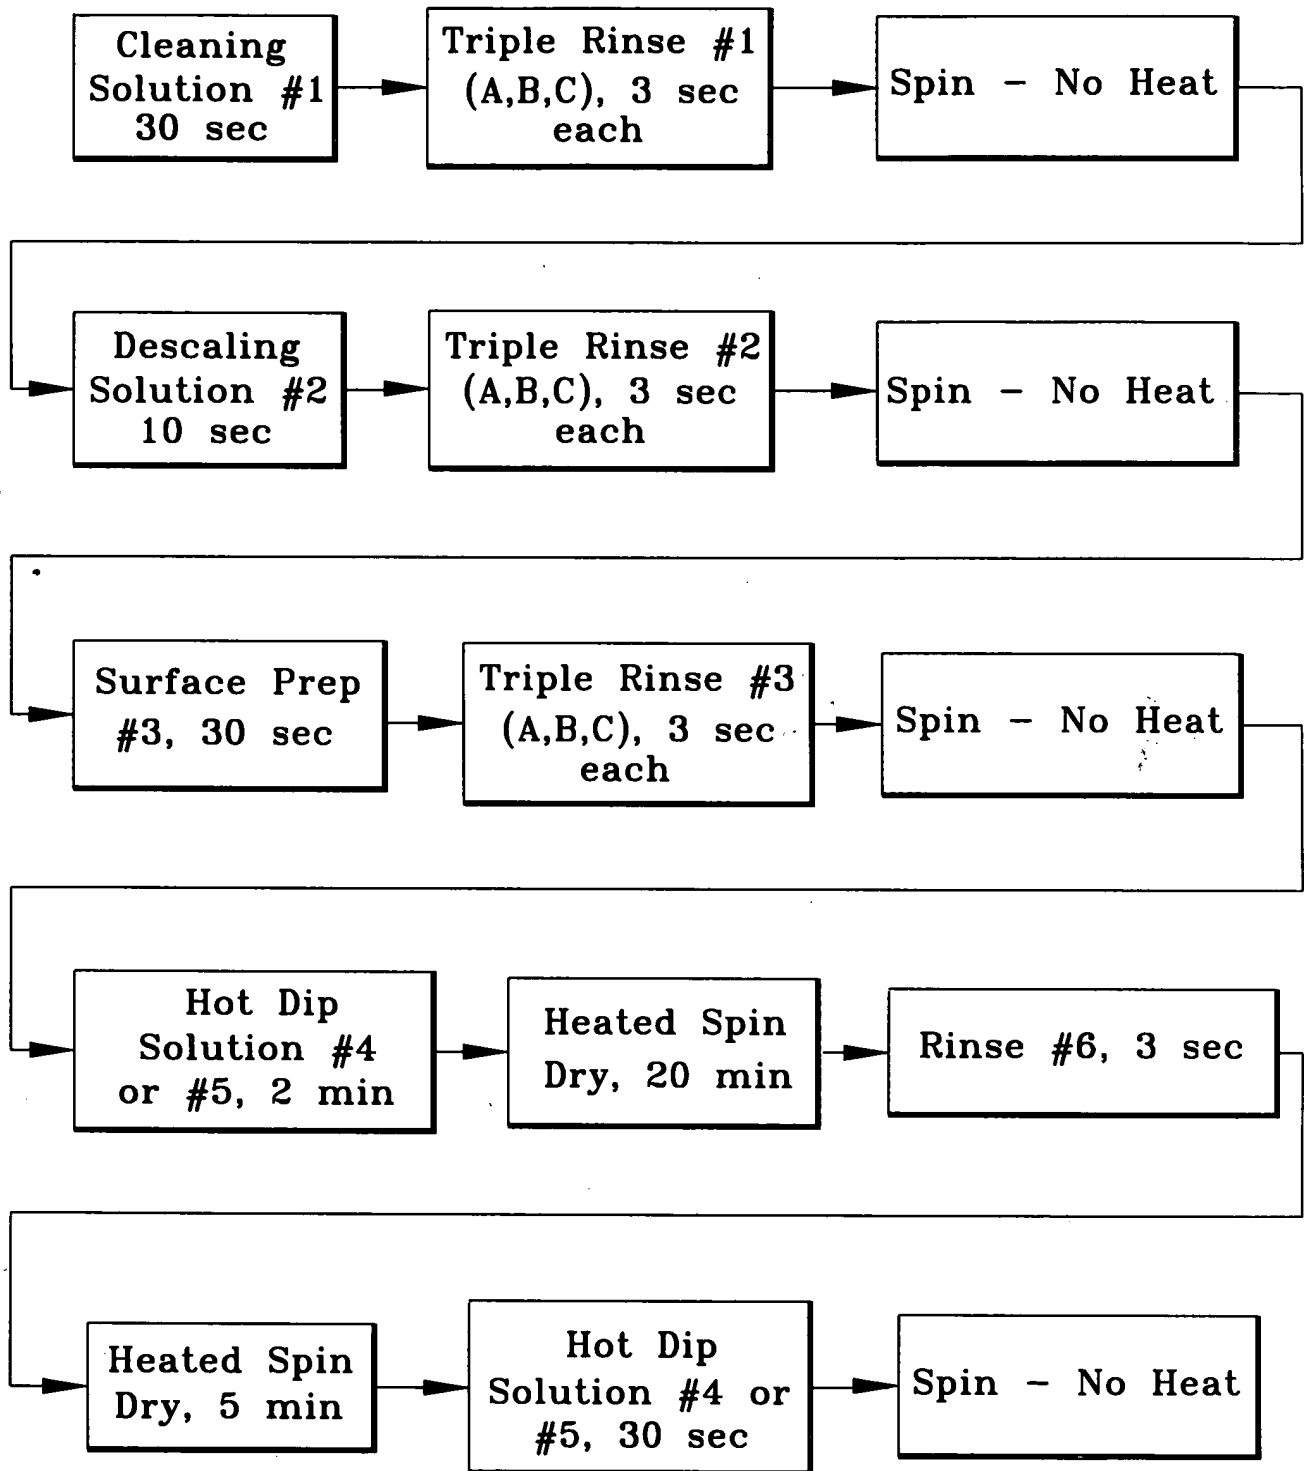 Cleaning
Solution #1
30 sec
Triple Rinse #1
(A,B,C), 3 sec
each
Spin - No Heat
Descaling
Solution #2
10 sec
Triple Rinse #2
(A,B,C), 3 sec
each
Spin - No Heat
Surface Prep
#3, 30 sec
Triple Rinse #3
(A,B,C), 3 sec
each
Spin - No Heat
Hot Dip
Solution #4
or #5, 2 min
Heated Spin
Dry, 20 min
Rinse #6, 3 sec
Heated Spin
Dry, 5 min
Hot Dip
Solution #4 or
#5, 30 sec
Spin - No Heat